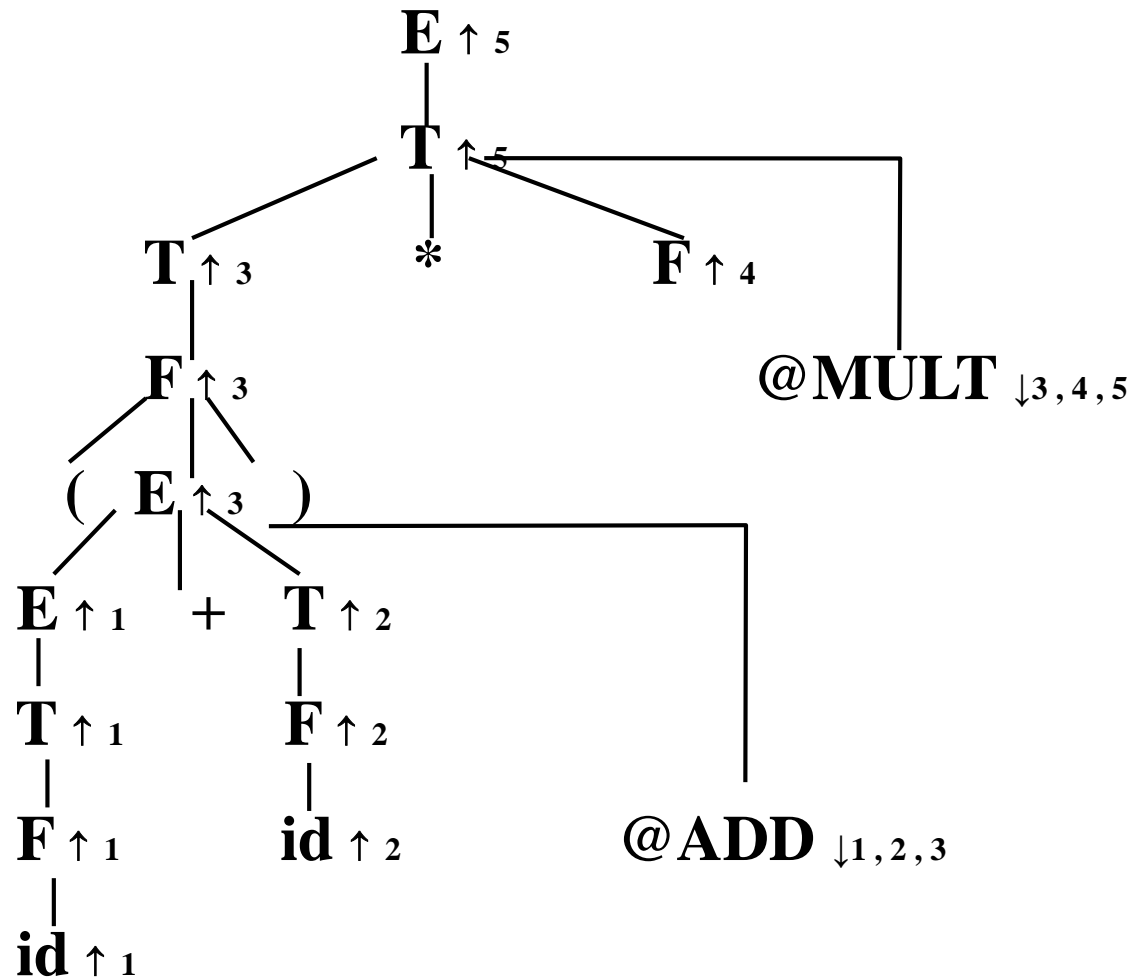 E ↑ 5
T ↑ 5
T ↑ 3 * F ↑ 4
F ↑ 3 @MULT ↓3 , 4 , 5
( E ↑ 3 )
E ↑ 1 + T ↑ 2
T ↑ 1 F ↑ 2
F ↑ 1 id ↑ 2 @ADD ↓1 , 2 , 3
id ↑ 1